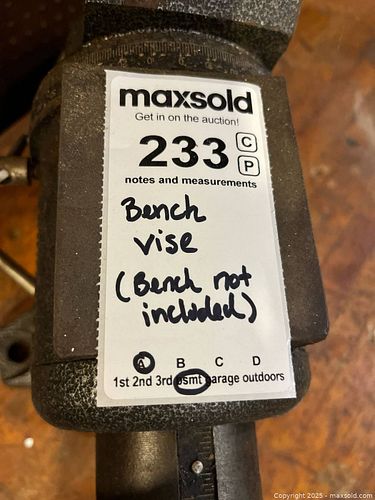 maxsold
Get in on the auction!
233 C
P
notes and measurements
Bench
vise
(Bench not
included)
A B C D
1st 2nd 3rd bsmt garage outdoors
Copyright 2025 - maxsold.com